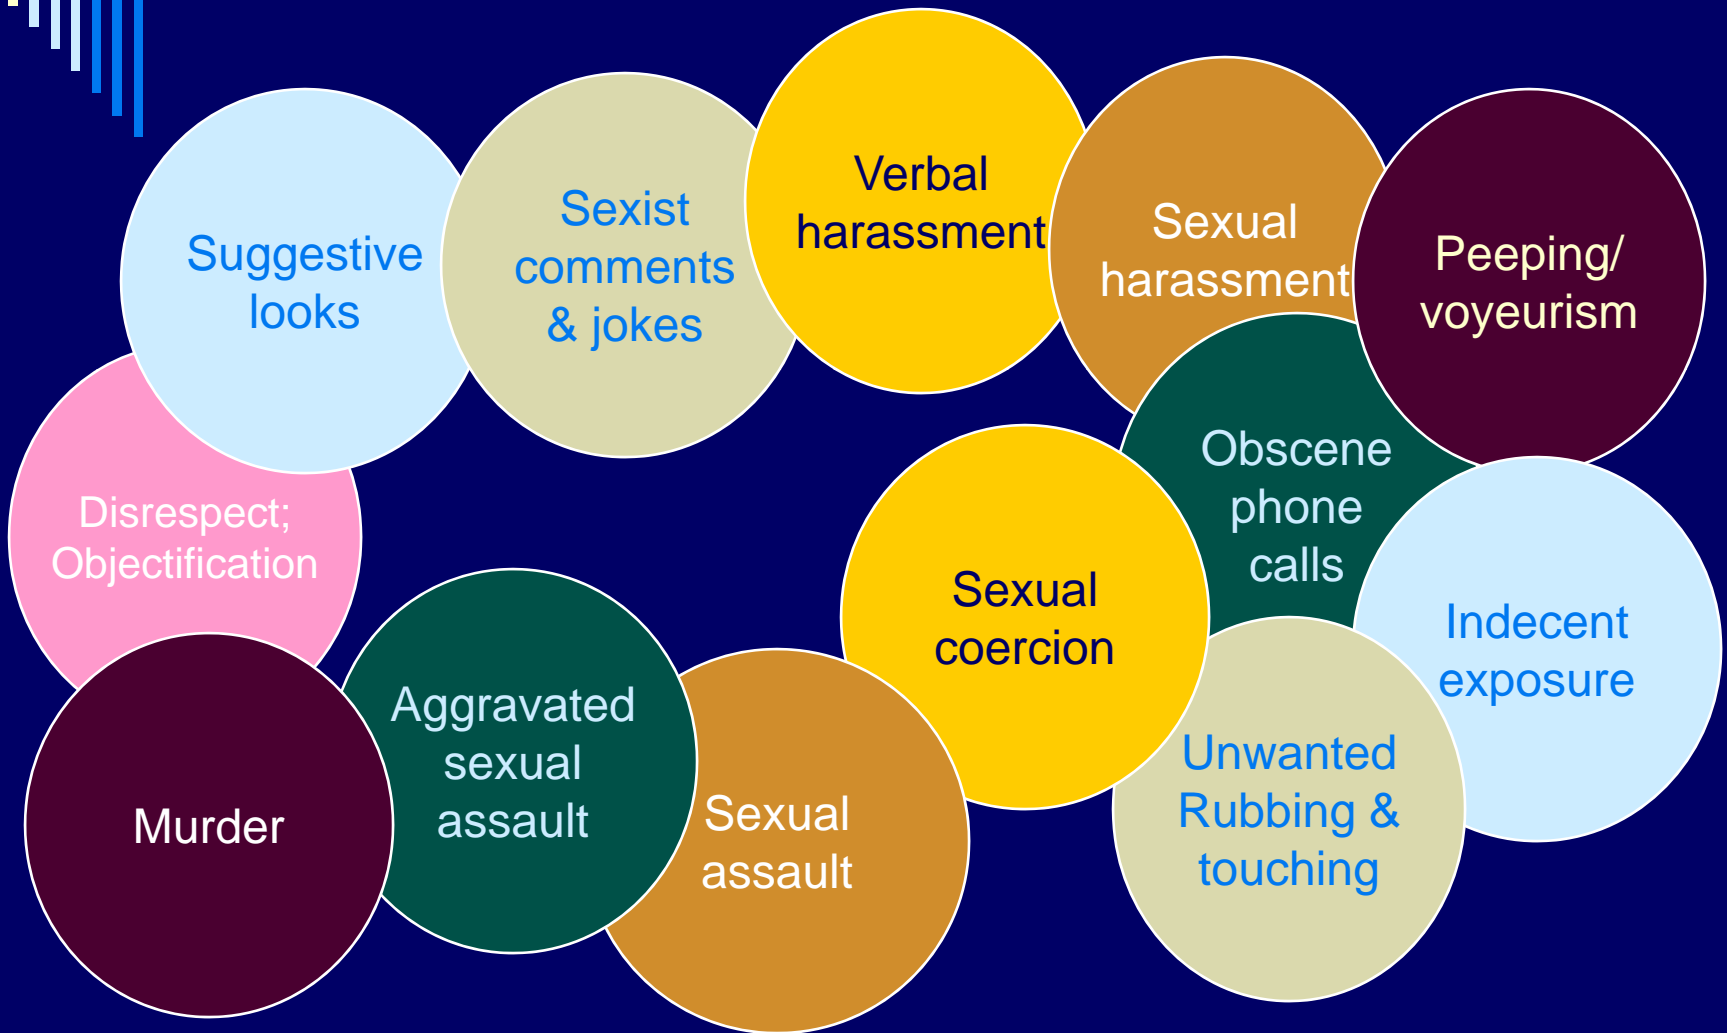 Suggestive
looks
Sexist
comments
& jokes
Verbal
harassment
Sexual
harassment
Peeping/
voyeurism
Disrespect;
Objectification
Obscene
phone
calls
Sexual
coercion
Indecent
exposure
Aggravated
sexual
assault
Murder
Sexual
assault
Unwanted
Rubbing &
touching